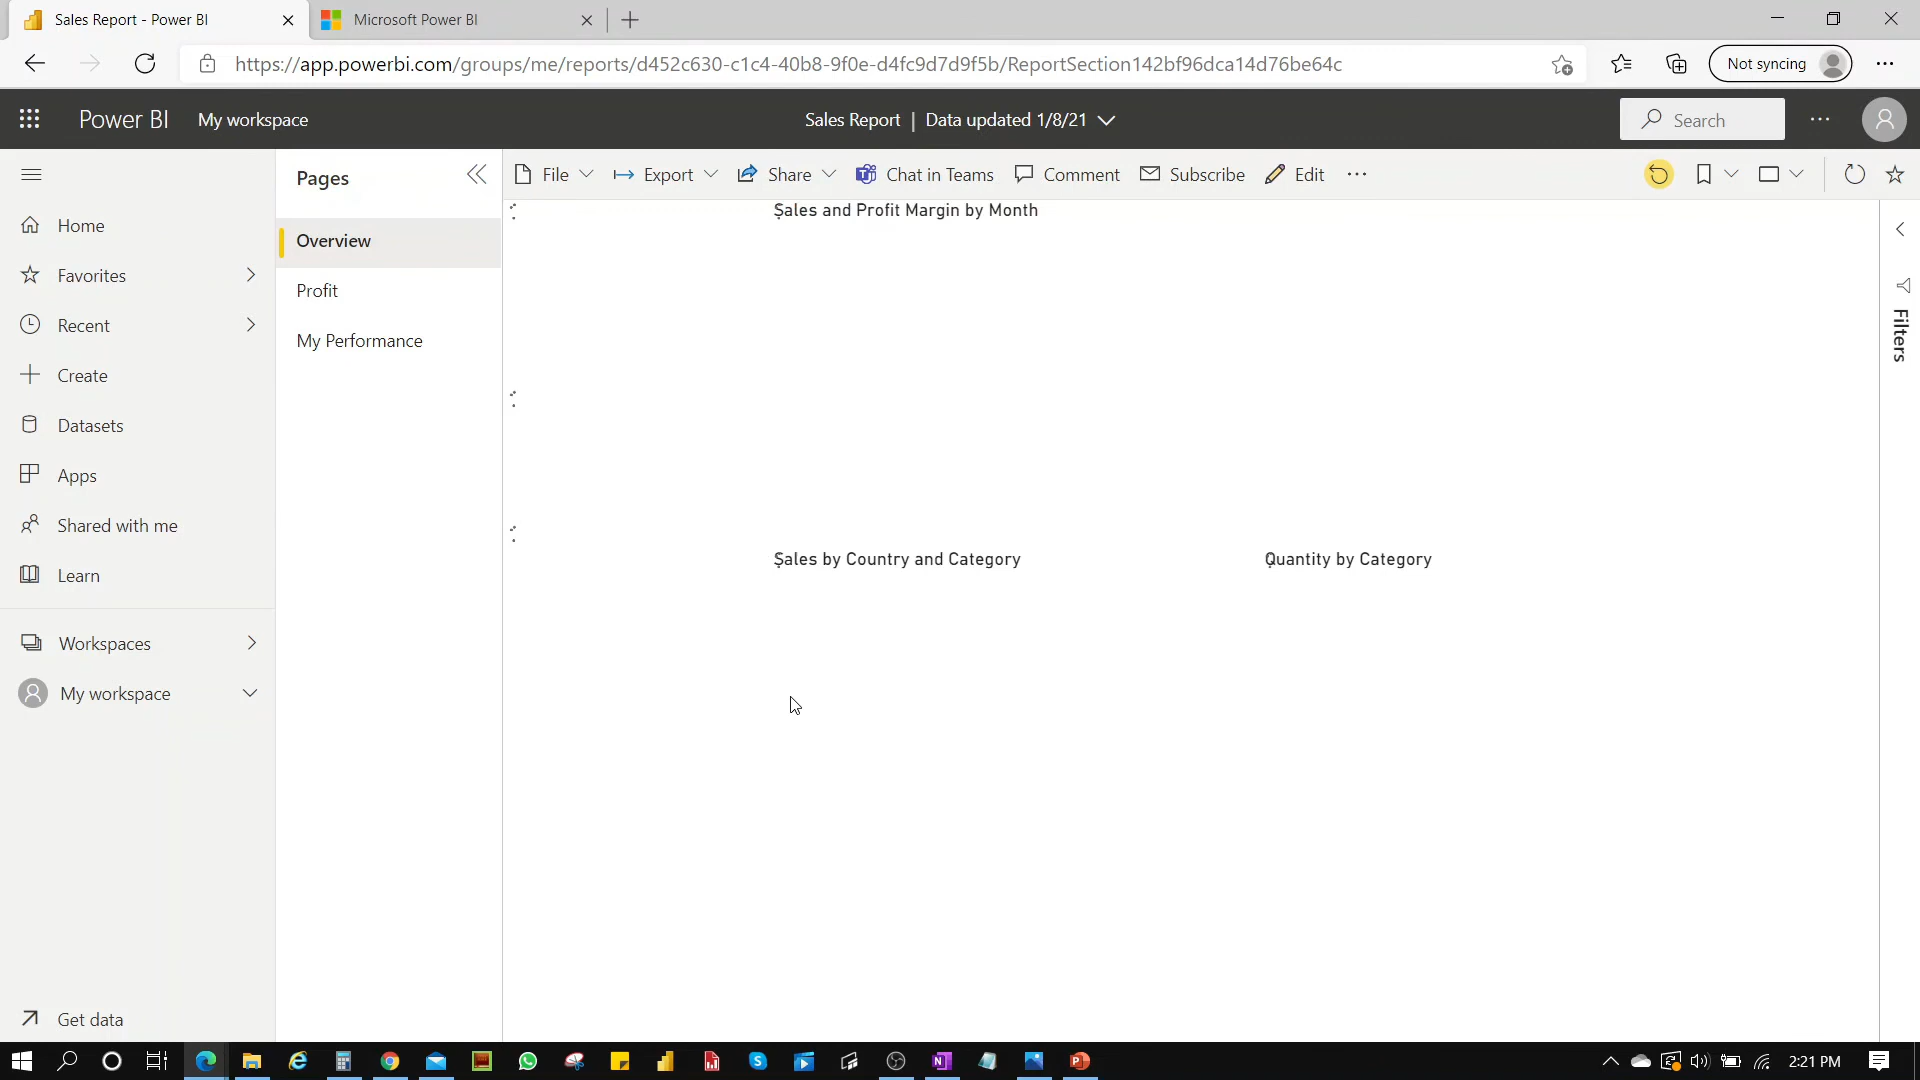 Sales Report - Power BI
Microsoft Power BI
https://app.powerbi.com/groups/me/reports/d452c630-c1c4-40b8-9f0e-d4fc9d7d9f5b/ReportSection142bf96dca14d76be64c
Not syncing
Power BI My workspace
Sales Report | Data updated 1/8/21
Search
Pages
File Export Share Chat in Teams Comment Subscribe Edit
Home
Favorites
Recent
Create
Datasets
Apps
Shared with me
Learn
Workspaces
My workspace
Get data
Overview
Profit
My Performance
Sales and Profit Margin by Month
Sales by Country and Category
Quantity by Category
Filters
2:21 PM